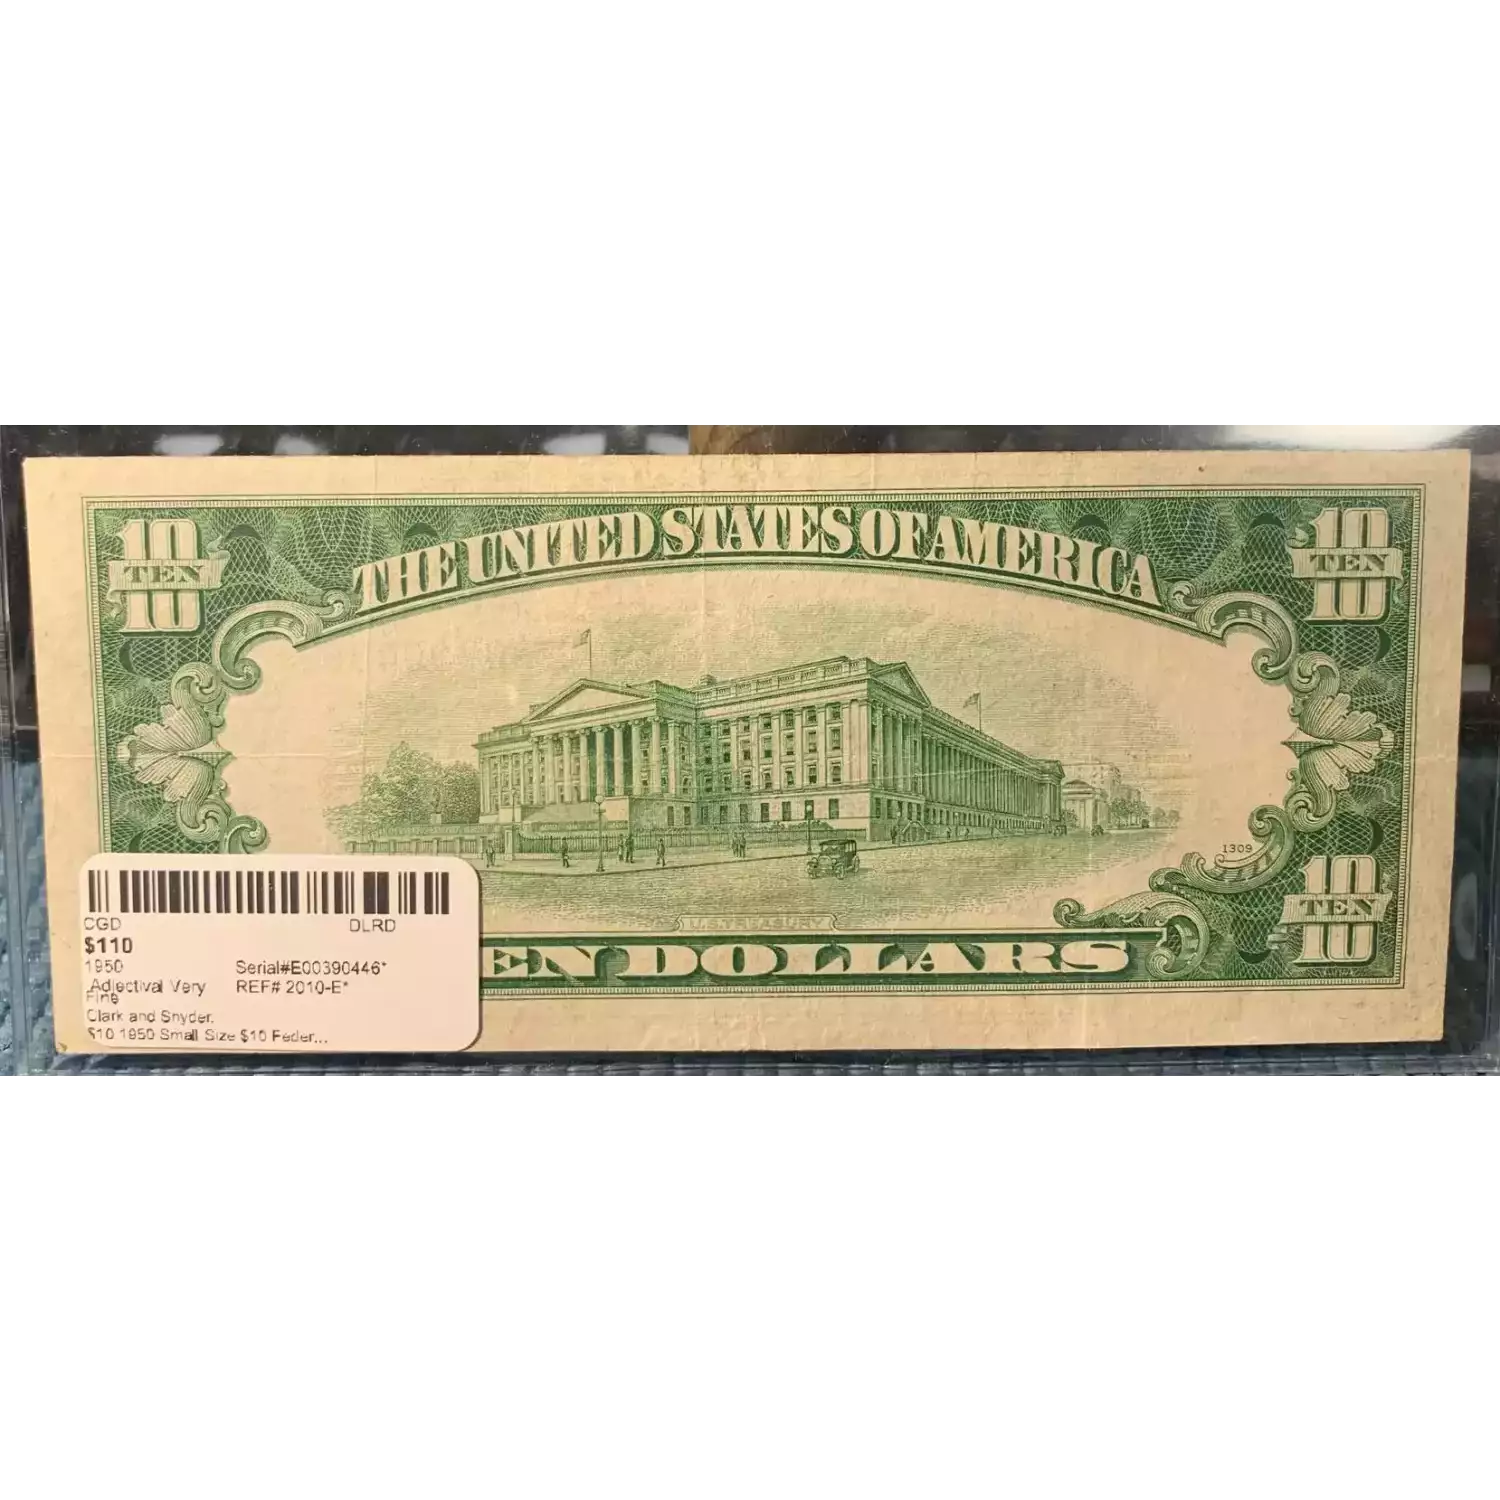 THE UNITED STATES OF AMERICA
10 TEN 10
10 TEN 10
1309
10 TEN 10
U.S. TREASURY
EN DOLLARS
CGD DLRD
$110
1950 Serial#E00390446*
Adjectival Very REF# 2010-E*
Fine
Clark and Snyder.
$10 1950 Small Size $10 Feder...